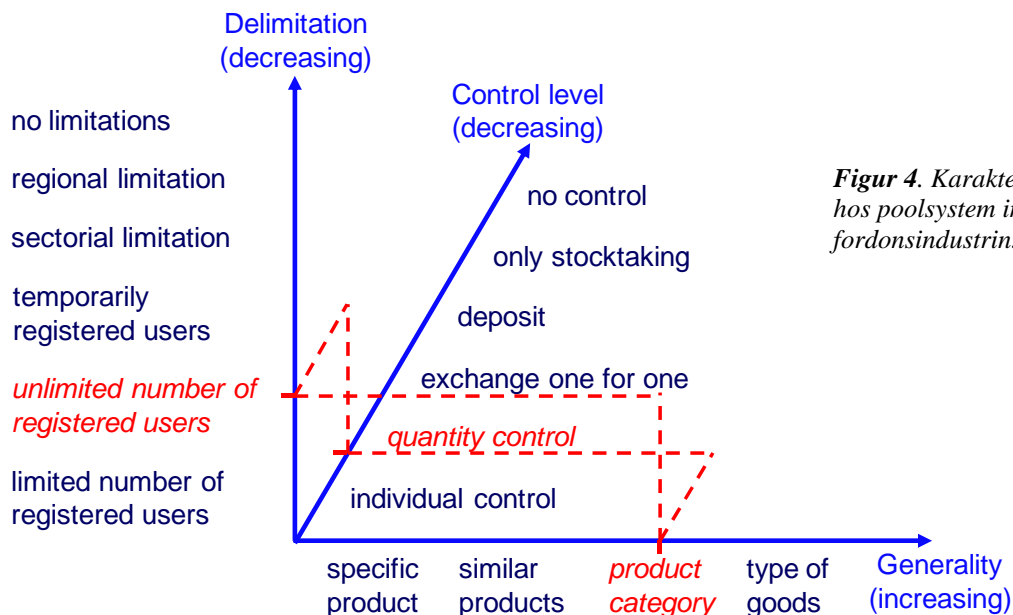 Delimitation
(decreasing)
Control level
(decreasing)
no limitations
regional limitation
sectorial limitation
temporarily
registered users
unlimited number of
registered users
limited number of
registered users
no control
only stocktaking
deposit
exchange one for one
quantity control
individual control
specific
product
similar
products
product
category
type of
goods
Generality
(increasing)
Figur 4. Karakte
hos poolsystem i
fordonsindustrin